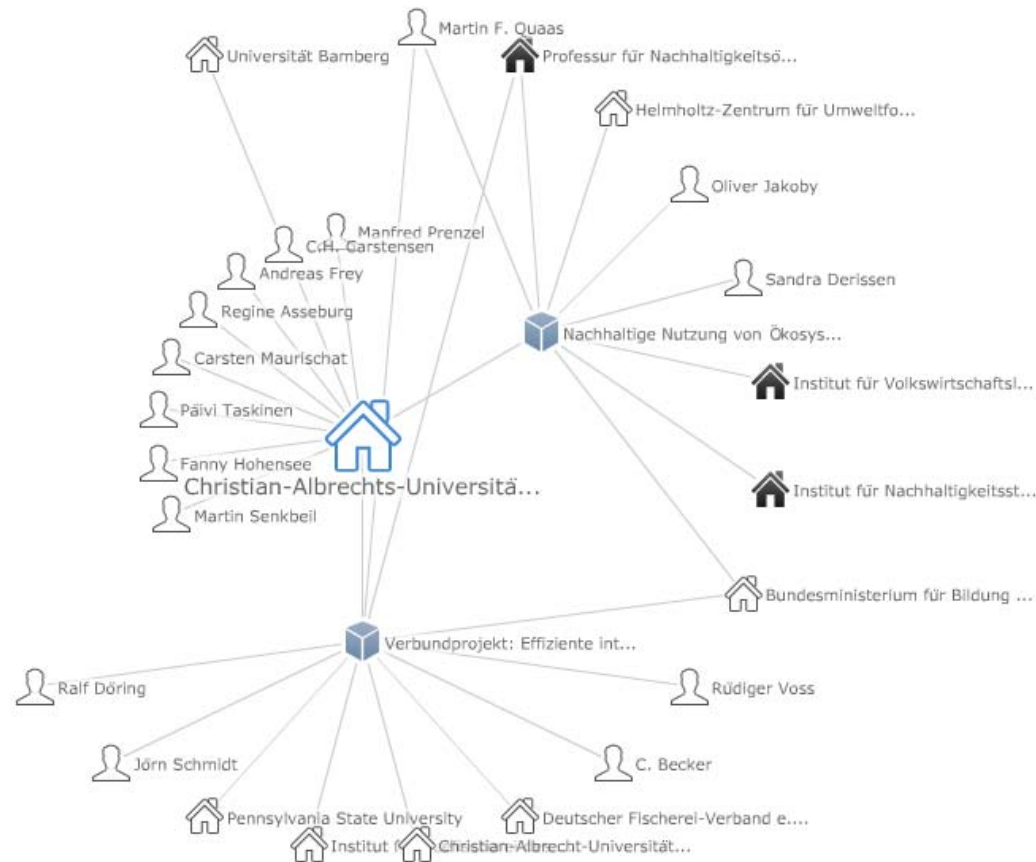 Martin F. Quaas
Universität Bamberg
Professur für Nachhaltigkeitsö...
Helmholtz-Zentrum für Umweltfo...
Oliver Jakoby
Manfred Prenzel
C.H. Carstensen
Andreas Frey
Sandra Derissen
Regine Asseburg
Nachhaltige Nutzung von Ökosys...
Carsten Maurischat
Institut für Volkswirtschaftsl...
Päivi Taskinen
Fanny Hohensee
Christian-Albrechts-Universitä...
Institut für Nachhaltigkeitsst...
Martin Senkbeil
Bundesministerium für Bildung ...
Verbundprojekt: Effiziente int...
Ralf Döring
Rüdiger Voss
Jörn Schmidt
C. Becker
Pennsylvania State University
Deutscher Fischerei-Verband e....
Institut
Christian-Albrecht-Universität...